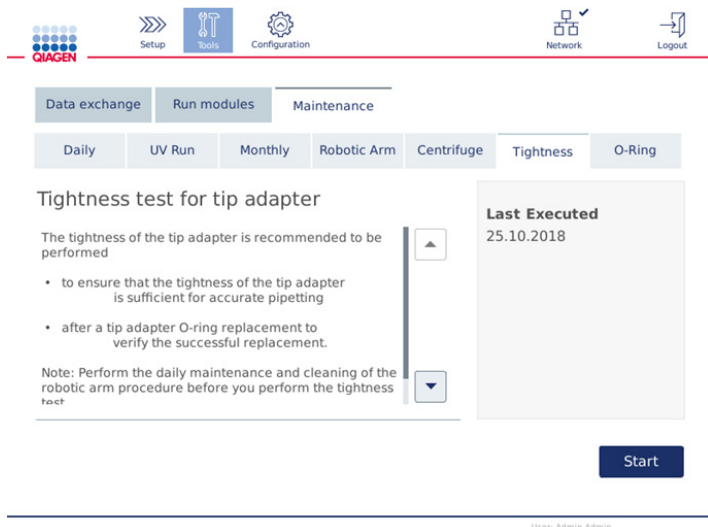 QIAGEN
Setup
Tools
Configuration
Network
Logout
Data exchange
Run modules
Maintenance
Daily
UV Run
Monthly
Robotic Arm
Centrifuge
Tightness
O-Ring
Tightness test for tip adapter
The tightness of the tip adapter is recommended to be
performed
• to ensure that the tightness of the tip adapter
is sufficient for accurate pipetting
• after a tip adapter O-ring replacement to
verify the successful replacement.
Note: Perform the daily maintenance and cleaning of the
robotic arm procedure before you perform the tightness
test
Last Executed
25.10.2018
Start
User: Admin Admin